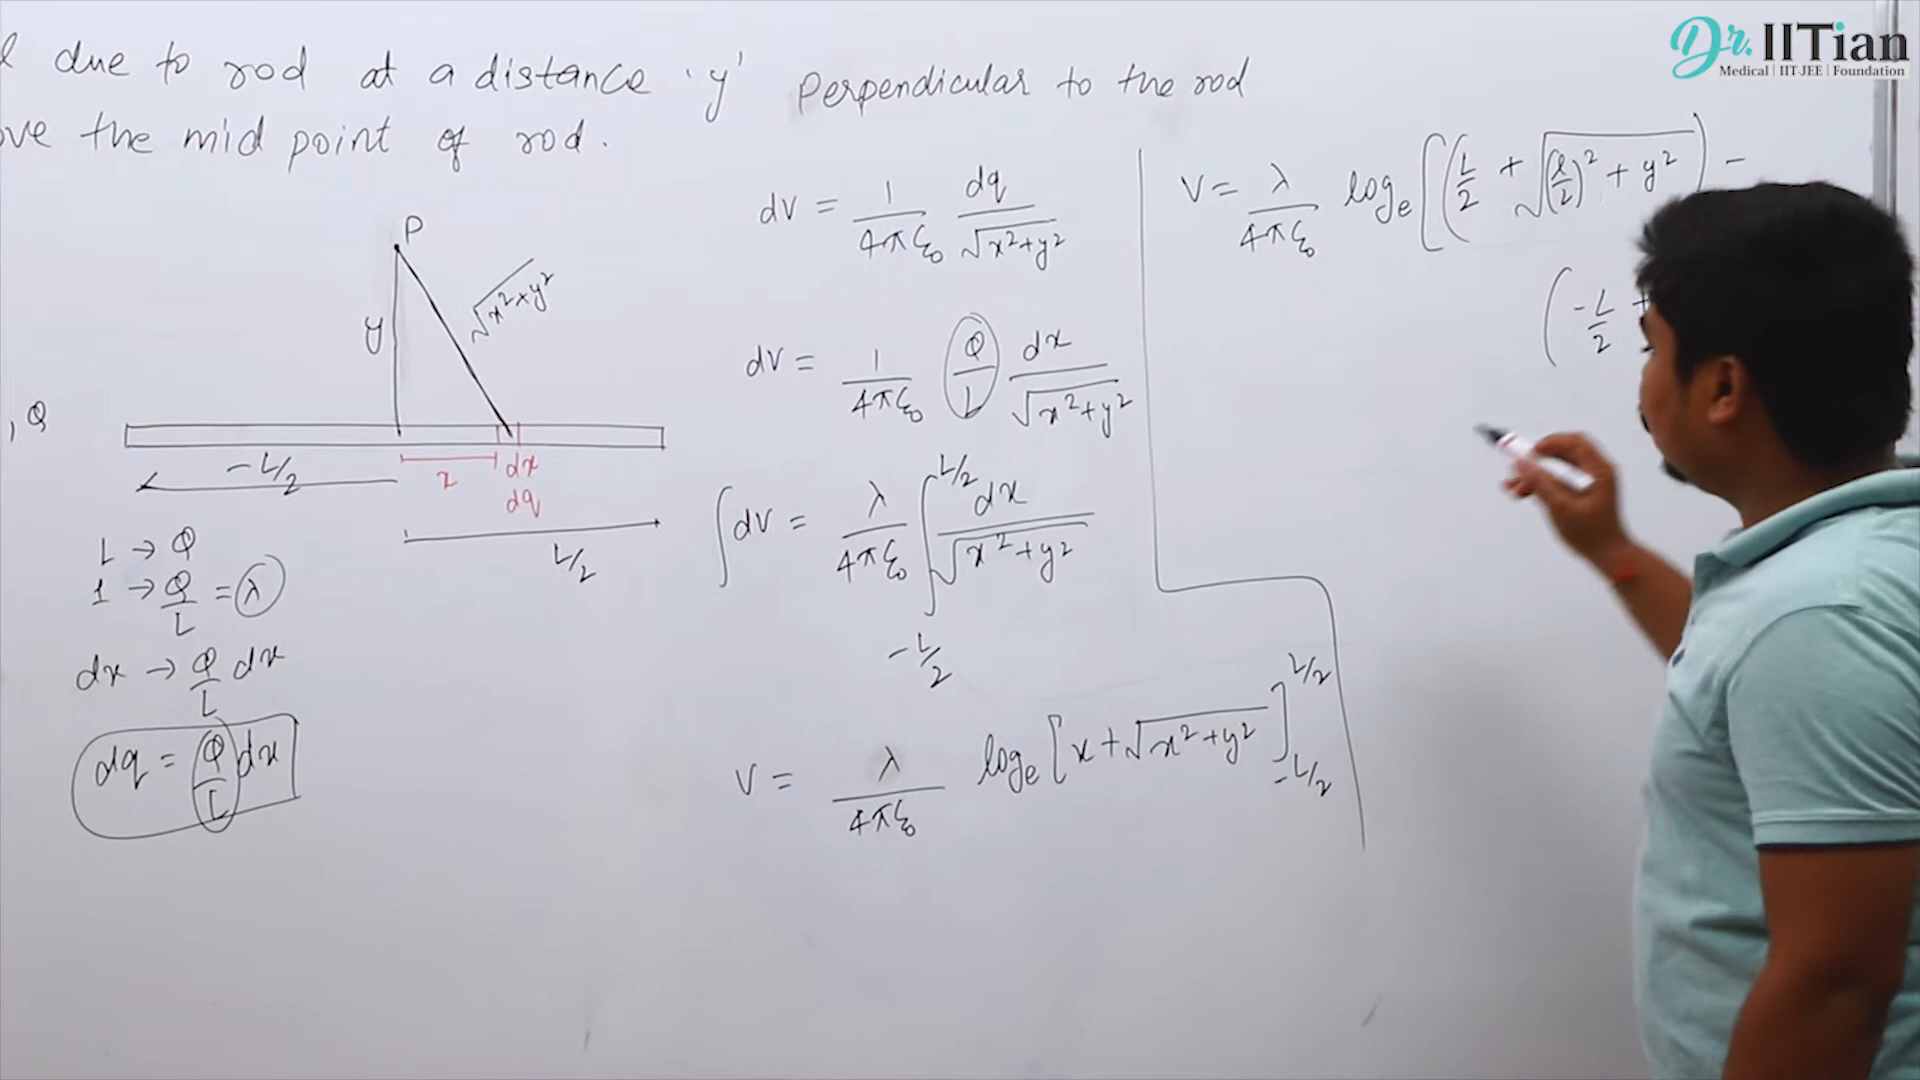 due to rod at a distance 'y' perpendicular to the rod
the mid point of rod.
P
y
√x²+y²
, Q
-L/2
x
dx
dq
L/2
L → Q
1 → Q/L = λ
dx → Q/L dx
dq = Q/L dx
dV = 1/4πε₀ dq/√x²+y²
dV = 1/4πε₀ Q/L dx/√x²+y²
∫dV = λ/4πε₀ ∫_{-L/2}^{L/2} dx/√x²+y²
V = λ/4πε₀ logₑ[x+√x²+y²]_{-L/2}^{L/2}
V = λ/4πε₀ logₑ[(L/2 + √(L/2)²+y²) -
(-L/2 +
Dr. IITian
Medical | IIT-JEE | Foundation